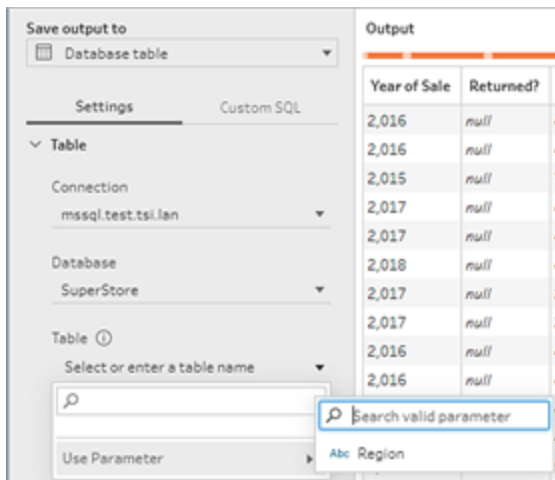 Save output to
Database table
Settings
Custom SQL
Table
Connection
mssql.test.tsi.lan
Database
SuperStore
Table
Select or enter a table name
Use Parameter
Output
Year of Sale Returned?
2,016 null
2,016 null
2,015 null
2,017 null
2,017 null
2,018 null
2,017 null
2,017 null
2,016 null
2,016 null
Search valid parameter
Abc Region